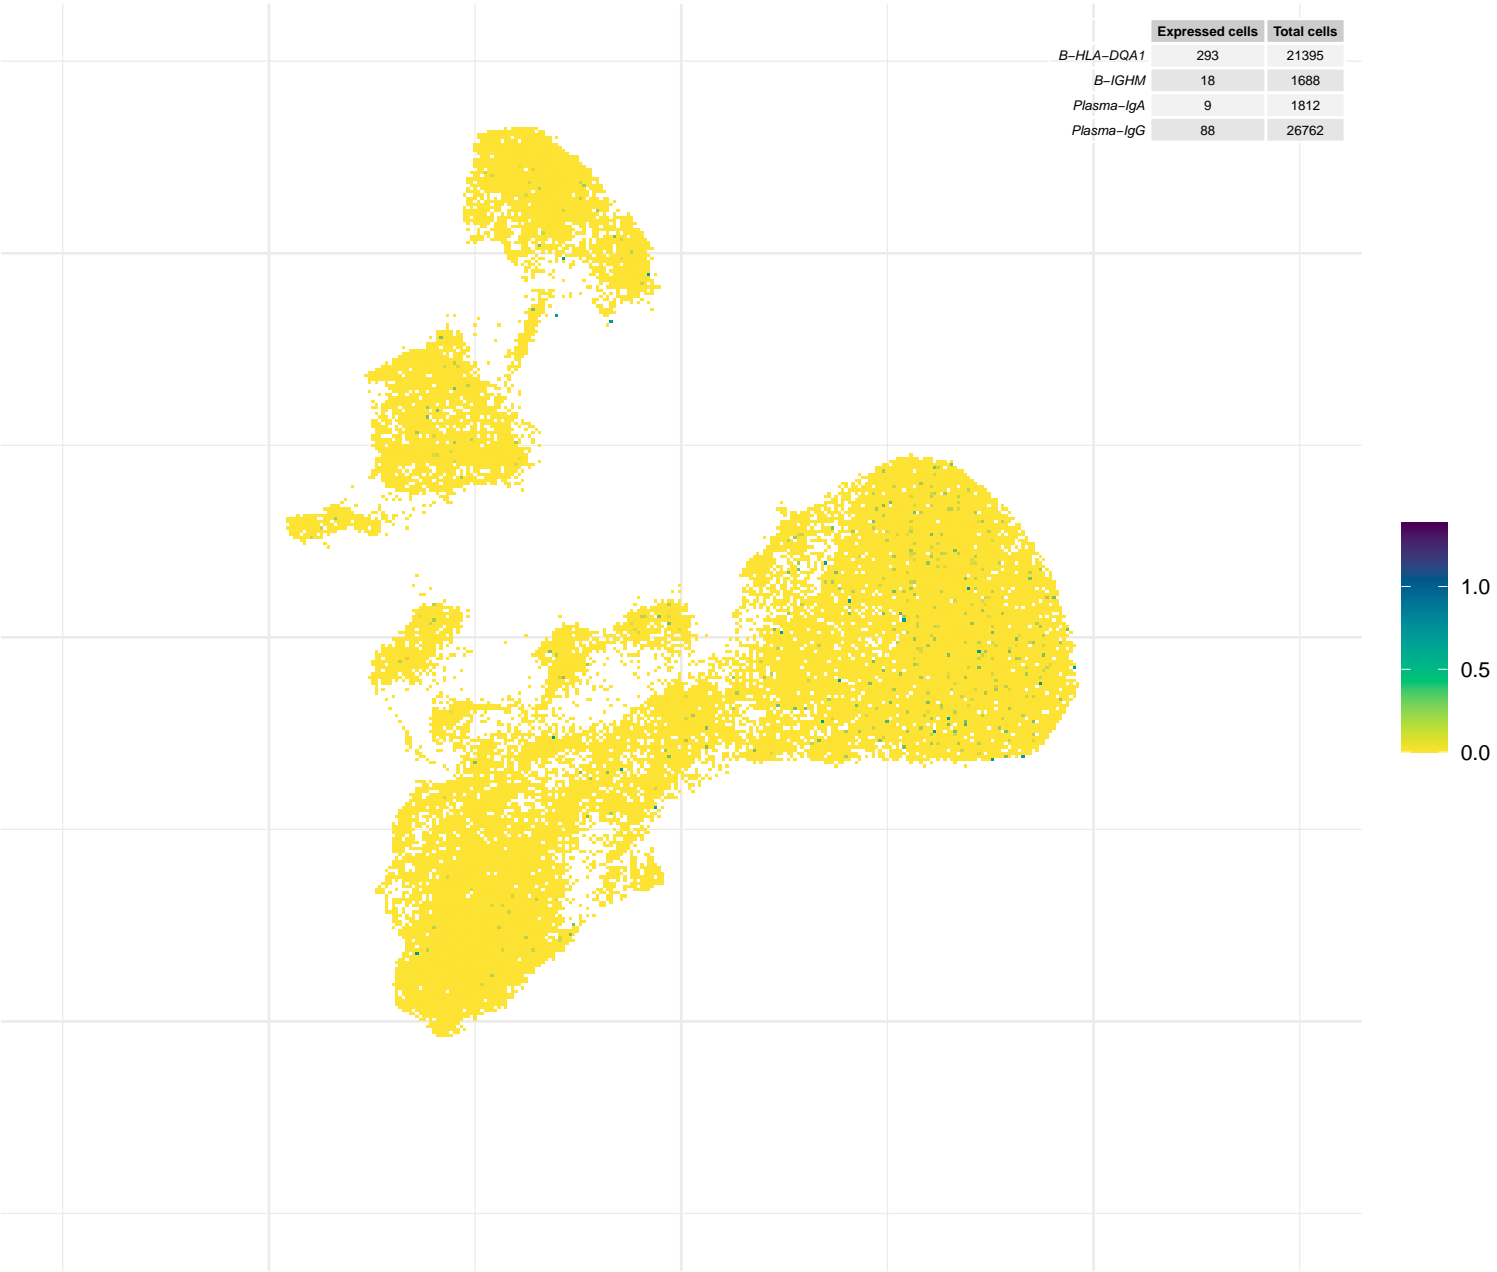 Expressed cells Total cells
B−HLA−DQA1 293 21395
B−IGHM 18 1688
Plasma−IgA 9 1812
Plasma−IgG 88 26762
1.0
0.5
0.0